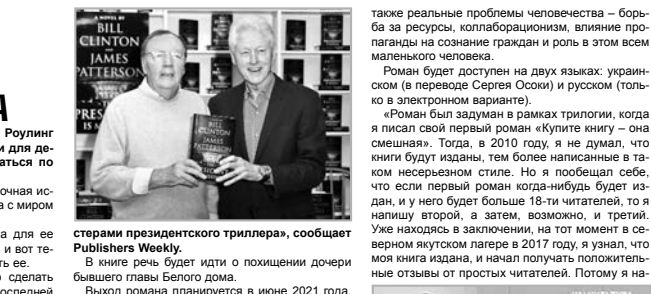 А
Роулинг
и для де-
аться по
очная ис-
а с миром
а для ее
и вот те-
ть ее.
о сделать
последней
A NOVEL BY
BILL
CLINTON
JAMES
PATTERSON
BILL
CLINTON
стерами президентского триллера», сообщает
Publishers Weekly.
В книге речь будет идти о похищении дочери
бывшего главы Белого дома.
Выход романа планируется в июне 2021 года.
также реальные проблемы человечества – борь-
ба за ресурсы, коллаборационизм, влияние про-
паганды на сознание граждан и роль в этом всем
маленького человека.
Роман будет доступен на двух языках: украин-
ском (в переводе Сергея Осоки) и русском (толь-
ко в электронном варианте).
«Роман был задуман в рамках трилогии, когда
я писал свой первый роман «Купите книгу – она
смешная». Тогда, в 2010 году, я не думал, что
книги будут изданы, тем более написанные в та-
ком несерьезном стиле. Но я пообещал себе,
что если первый роман когда-нибудь будет из-
дан, и у него будет больше 18-ти читателей, то я
напишу второй, а затем, возможно, и третий.
Уже находясь в заключении, на тот момент в се-
верном якутском лагере в 2017 году, я узнал, что
моя книга издана, и начал получать положитель-
ные отзывы от простых читателей. Потому я на-